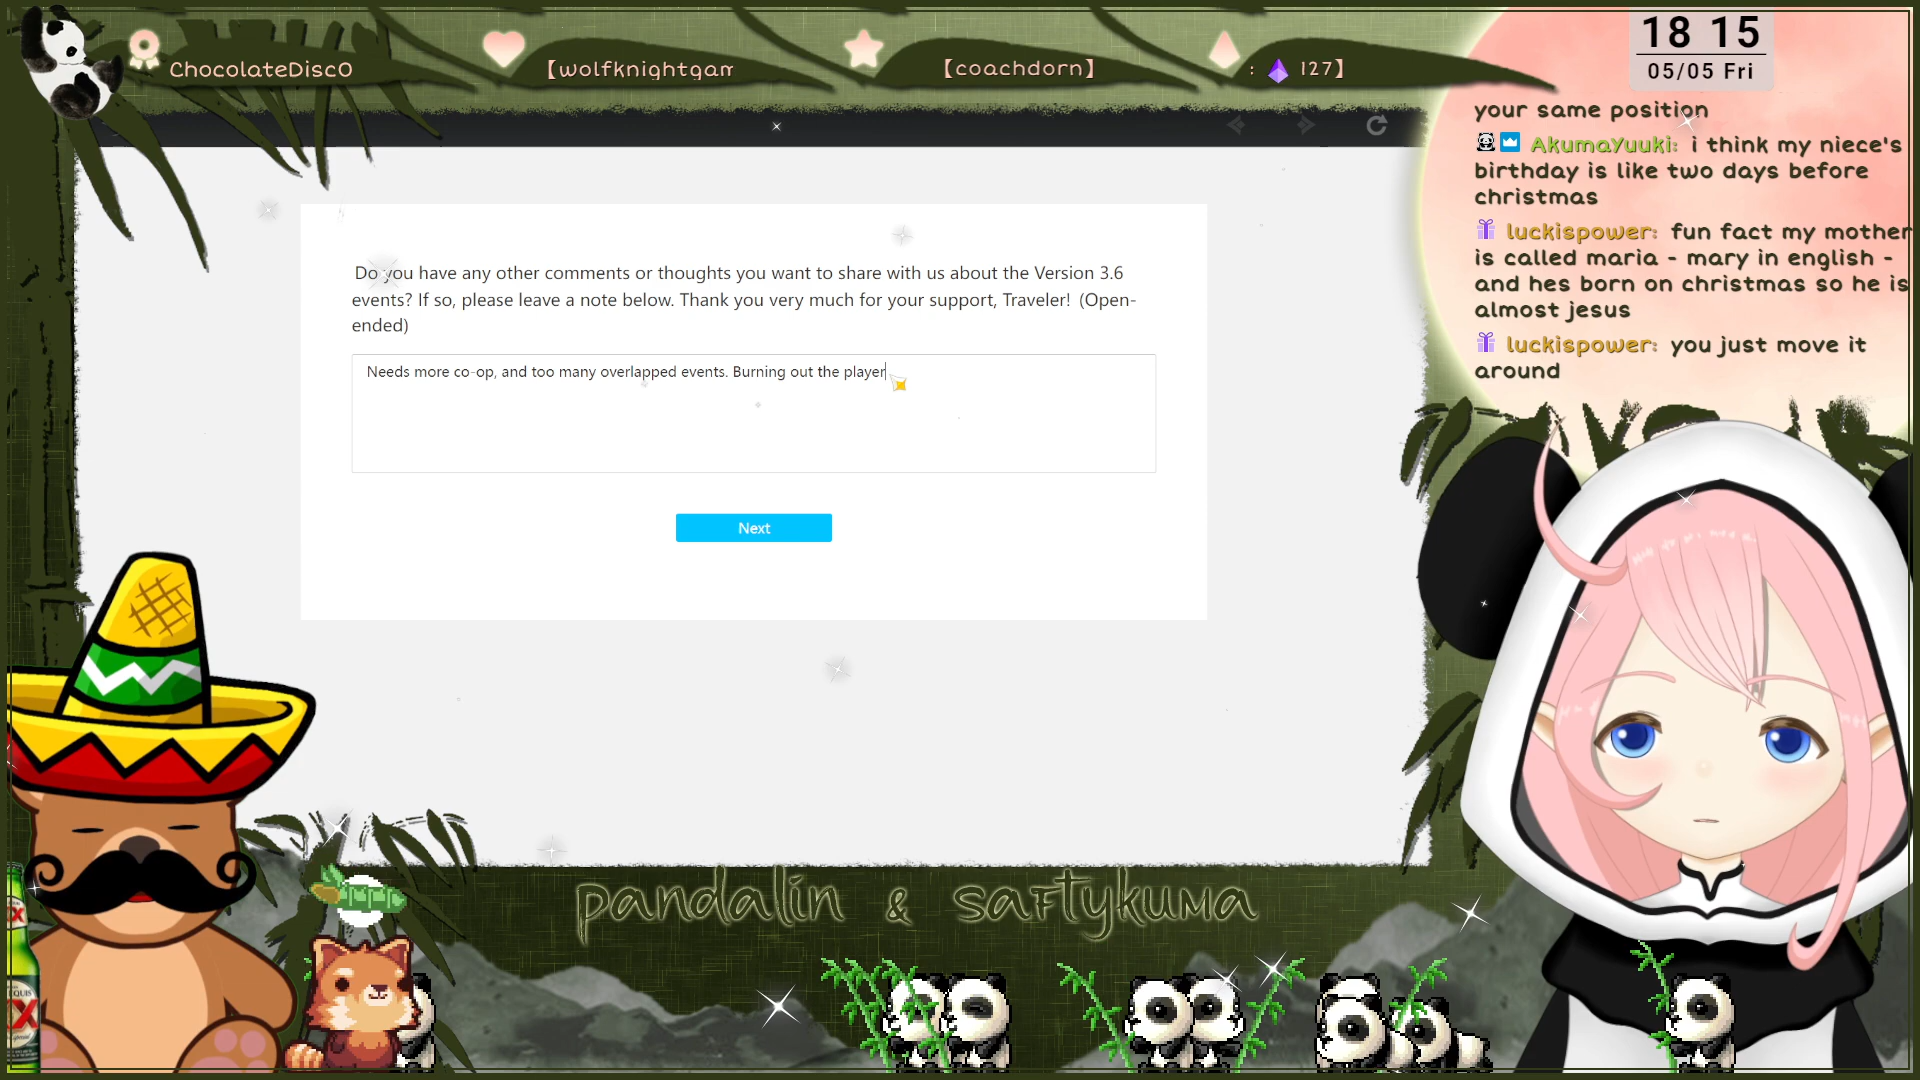 ChocolateDiscO
【wolfknightgam
【coachdorn】
: 127】
18 15
05/05 Fri
your same position
AkumaYuuki: i think my niece's
birthday is like two days before
christmas
luckispower: fun fact my mother
is called maria - mary in english -
and hes born on christmas so he is
almost jesus
luckispower: you just move it
around
Do you have any other comments or thoughts you want to share with us about the Version 3.6
events? If so, please leave a note below. Thank you very much for your support, Traveler! (Open-
ended)
Needs more co-op, and too many overlapped events. Burning out the player
Next
pandalin & saftykuma